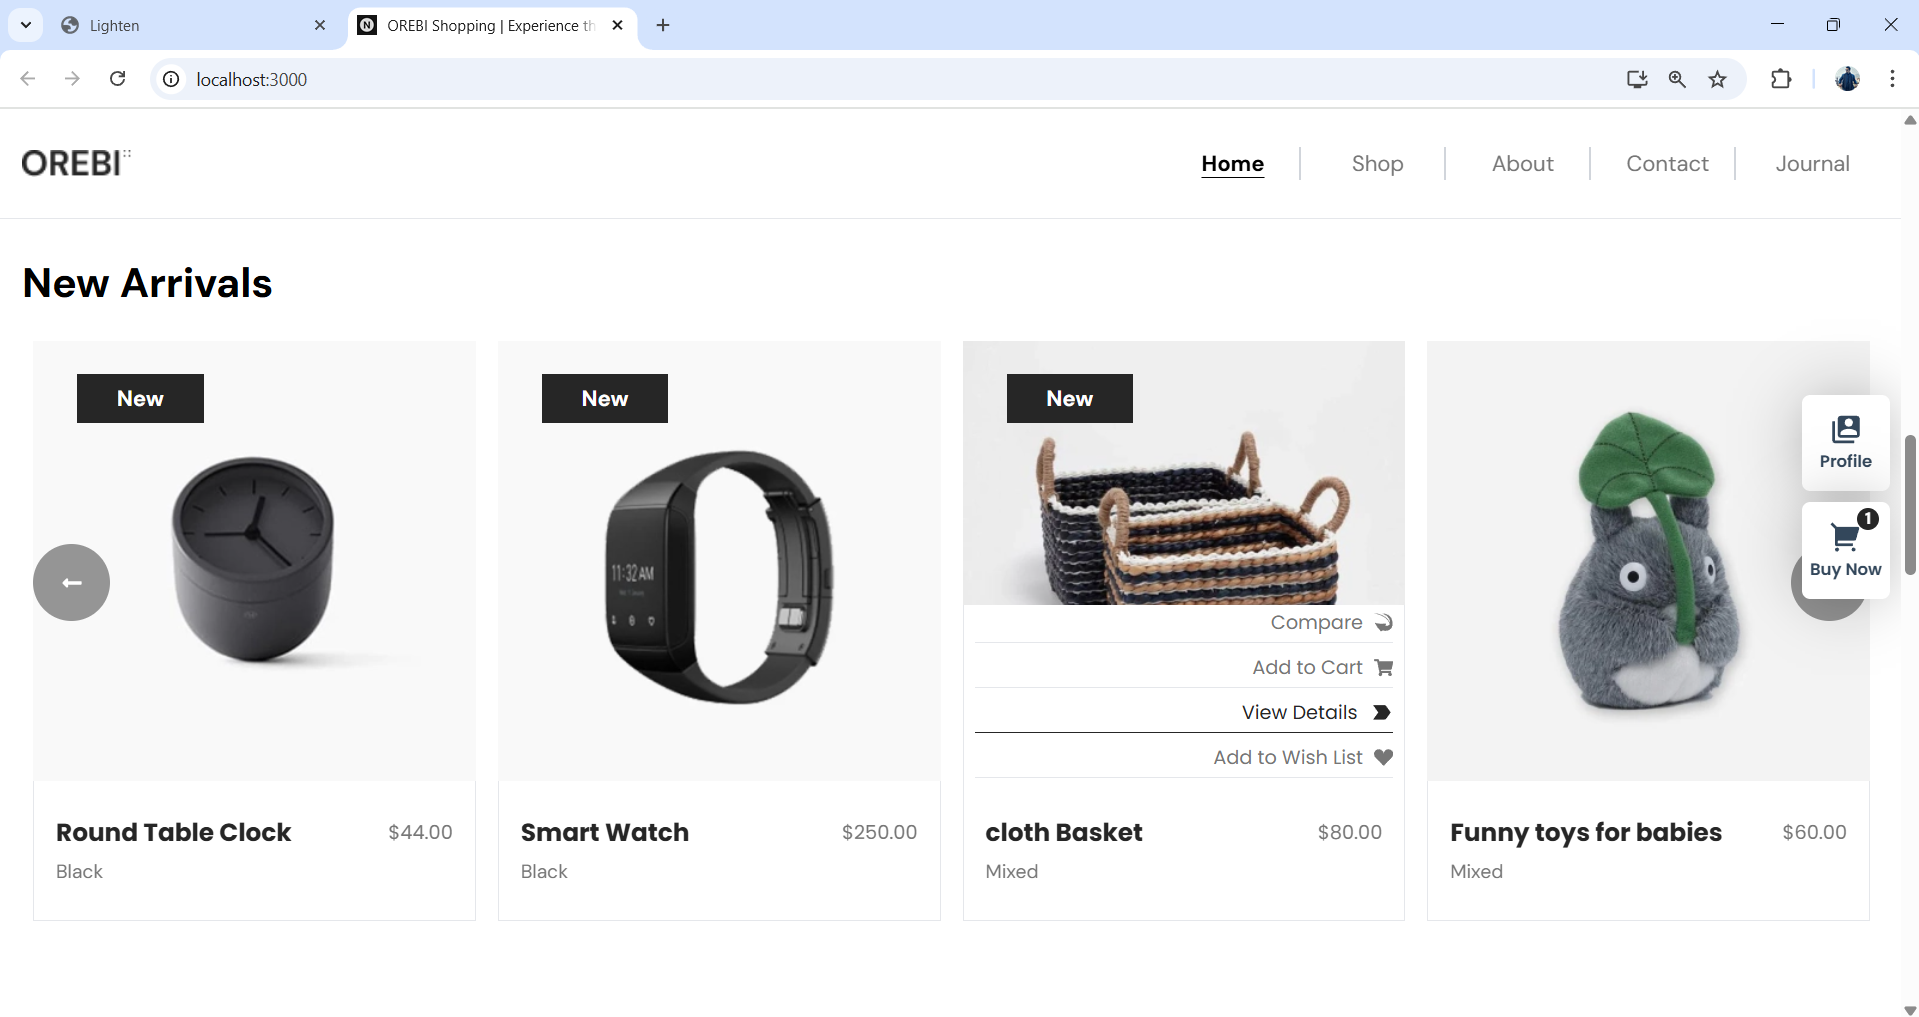 Lighten
OREBI Shopping | Experience th
localhost:3000
OREBI
Home
Shop
About
Contact
Journal
New Arrivals
New
New
New
11:32 AM
Profile
1
Buy Now
Compare
Add to Cart
View Details
Add to Wish List
Round Table Clock
$44.00
Black
Smart Watch
$250.00
Black
cloth Basket
$80.00
Mixed
Funny toys for babies
$60.00
Mixed